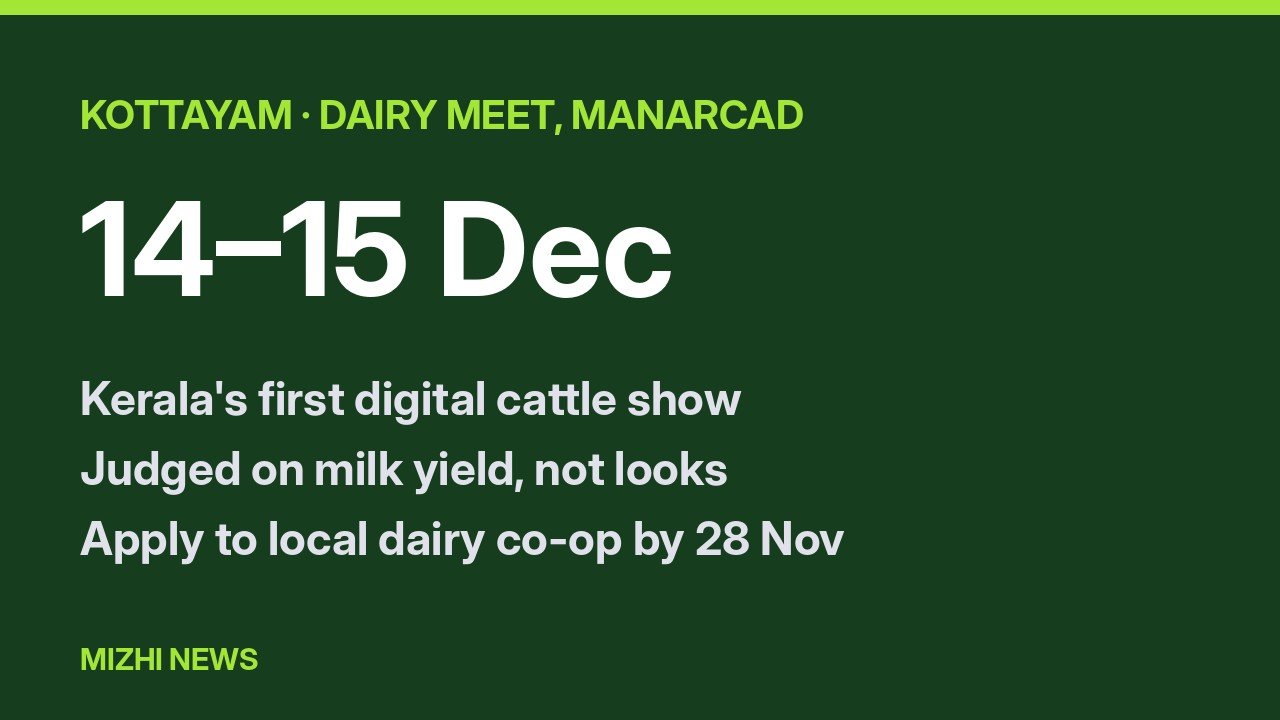 KOTTAYAM · DAIRY MEET, MANARCAD
14–15 Dec
Kerala's first digital cattle show
Judged on milk yield, not looks
Apply to local dairy co-op by 28 Nov
MIZHI NEWS